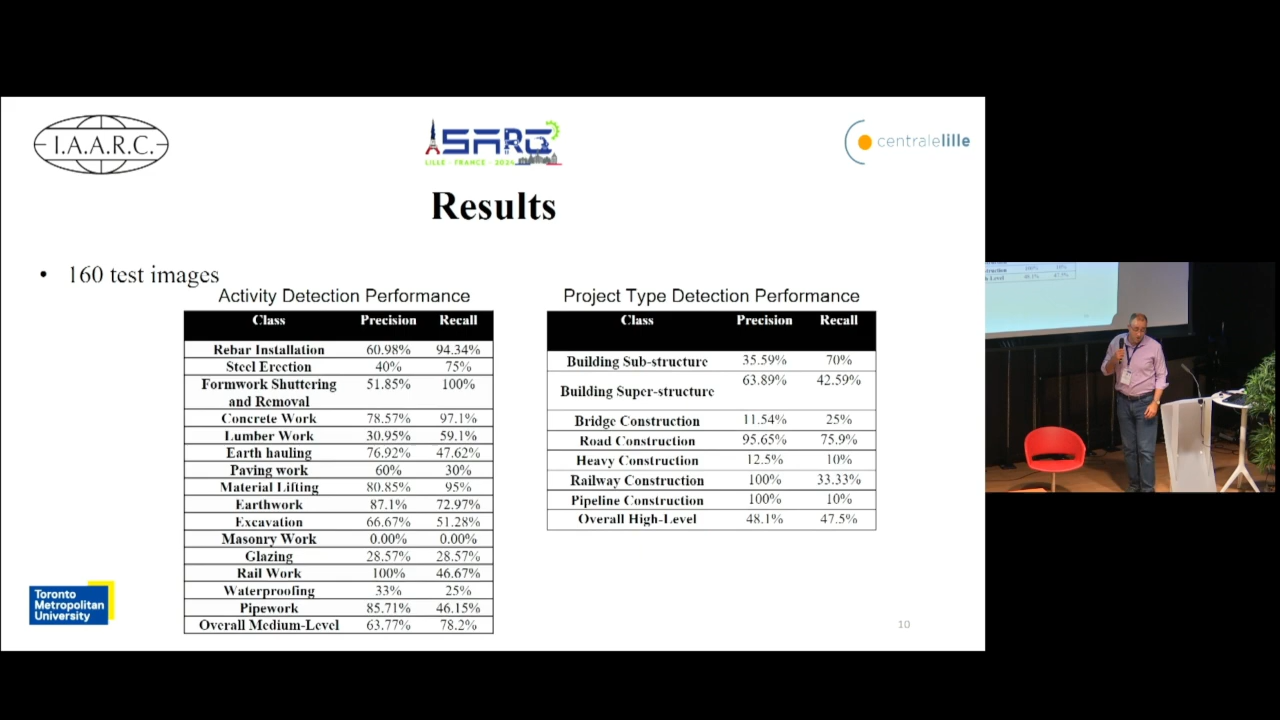 I.A.A.R.C.
ISARC
LILLE - FRANCE - 2024
centralelille
Results
• 160 test images
Activity Detection Performance
Class Precision Recall
Rebar Installation 60.98% 94.34%
Steel Erection 40% 75%
Formwork Shuttering and Removal 51.85% 100%
Concrete Work 78.57% 97.1%
Lumber Work 30.95% 59.1%
Earth hauling 76.92% 47.62%
Paving work 60% 30%
Material Lifting 80.85% 95%
Earthwork 87.1% 72.97%
Excavation 66.67% 51.28%
Masonry Work 0.00% 0.00%
Glazing 28.57% 28.57%
Rail Work 100% 46.67%
Waterproofing 33% 25%
Pipework 85.71% 46.15%
Overall Medium-Level 63.77% 78.2%
Project Type Detection Performance
Class Precision Recall
Building Sub-structure 35.59% 70%
Building Super-structure 63.89% 42.59%
Bridge Construction 11.54% 25%
Road Construction 95.65% 75.9%
Heavy Construction 12.5% 10%
Railway Construction 100% 33.33%
Pipeline Construction 100% 10%
Overall High-Level 48.1% 47.5%
Toronto
Metropolitan
University
10